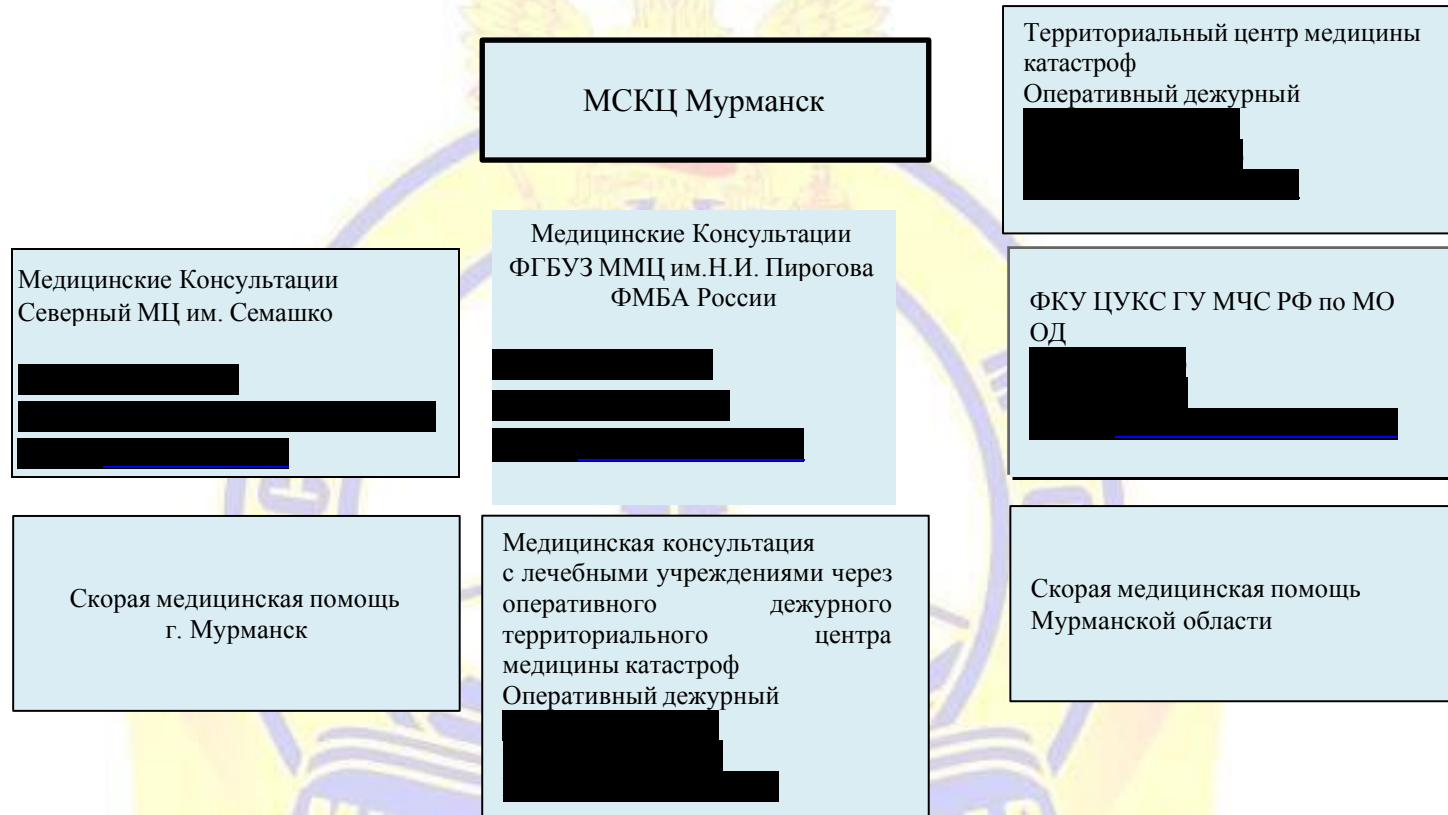 МСКЦ Мурманск
Территориальный центр медицины
катастроф
Оперативный дежурный
Медицинские Консультации
Северный МЦ им. Семашко
Медицинские Консультации
ФГБУЗ ММЦ им.Н.И. Пирогова
ФМБА России
ФКУ ЦУКС ГУ МЧС РФ по МО
ОД
Скорая медицинская помощь
г. Мурманск
Медицинская консультация
с лечебными учреждениями через
оперативного дежурного
территориального центра
медицины катастроф
Оперативный дежурный
Скорая медицинская помощь
Мурманской области